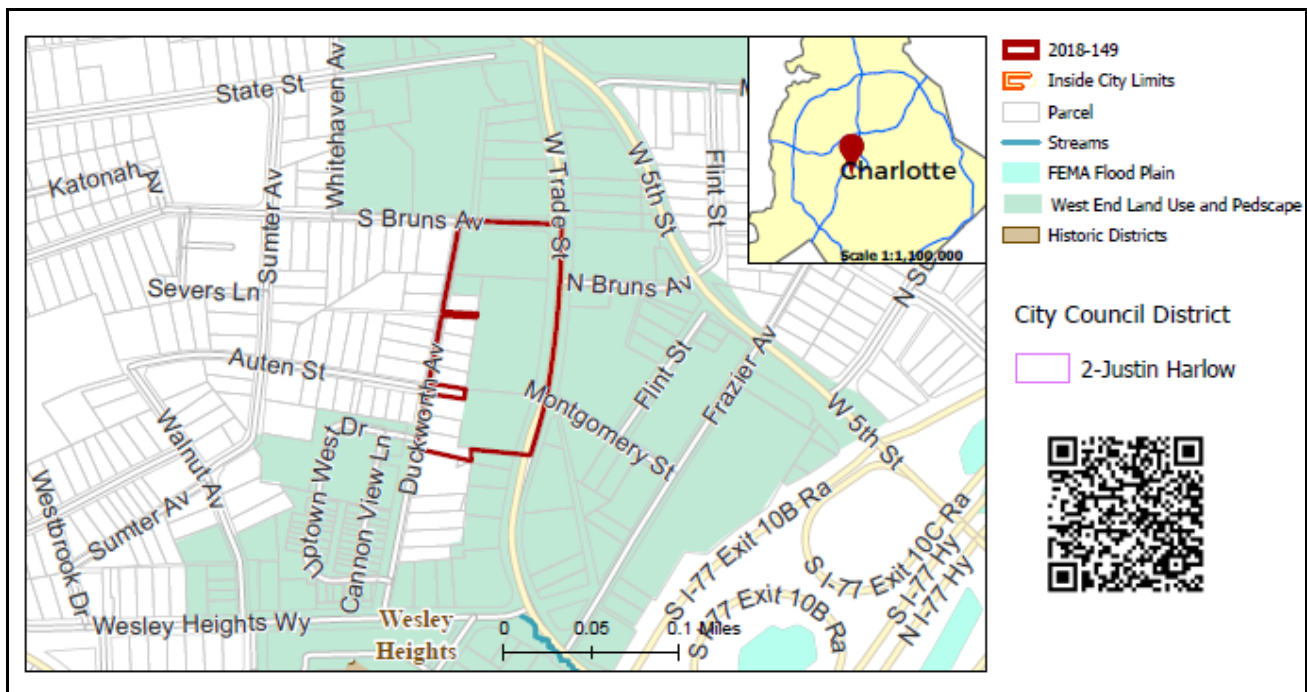 State St
Whitehaven Av
Katonah Av
Sumter Av
S Bruns Av
W Trade St
W 5th St
Flint St
Severs Ln
N Bruns Av
Auten St
Duckworth Av
Montgomery St
Flint St
Frazier Av
W 5th St
Walnut Av
Dr
Uptown West
Cannon View Ln
Westbrook Dr
Sumter Av
Wesley Heights Wy
Wesley
Heights
0 0.05 0.1 Miles
S I-77 Exit 10B Ra
S I-77 Exit 10B Ra
S I-77 Exit 10C Ra
S I-77 Hy
N I-77 Hy
Charlotte
Scale 1:1,100,000
2018-149
Inside City Limits
Parcel
Streams
FEMA Flood Plain
West End Land Use and Pedscape
Historic Districts
City Council District
2-Justin Harlow